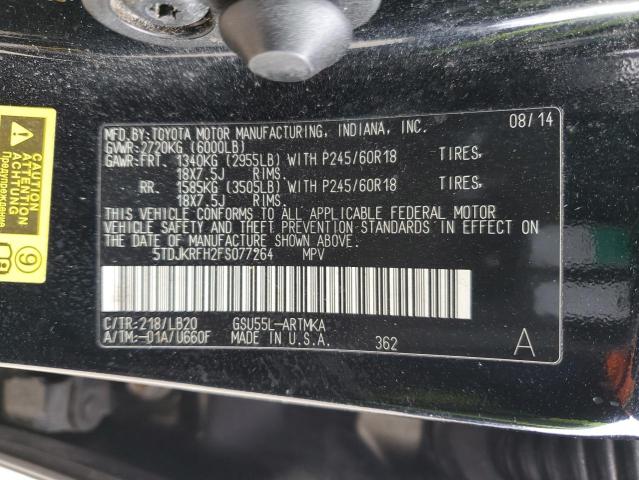 MFD. BY:TOYOTA MOTOR MANUFACTURING, INDIANA, INC. 08/14
GVWR:2720KG (6000LB)
GAWR:FRT. 1340KG (2955LB) WITH P245/60R18 TIRES,
18X7.5J RIMS.
RR. 1585KG (3505LB) WITH P245/60R18 TIRES,
18X7.5J RIMS.
THIS VEHICLE CONFORMS TO ALL APPLICABLE FEDERAL MOTOR
VEHICLE SAFETY AND THEFT PREVENTION STANDARDS IN EFFECT
ON THE DATE OF MANUFACTURE SHOWN ABOVE.
5TDJKRFH2FS077264 MPV
C/TR:218/LB20 GSU55L-ARTMKA
A/TM:-01A/U660F MADE IN U.S.A. 362 A
CAUTION
ATTENTION
ACHTUNG
Предупреждение
9